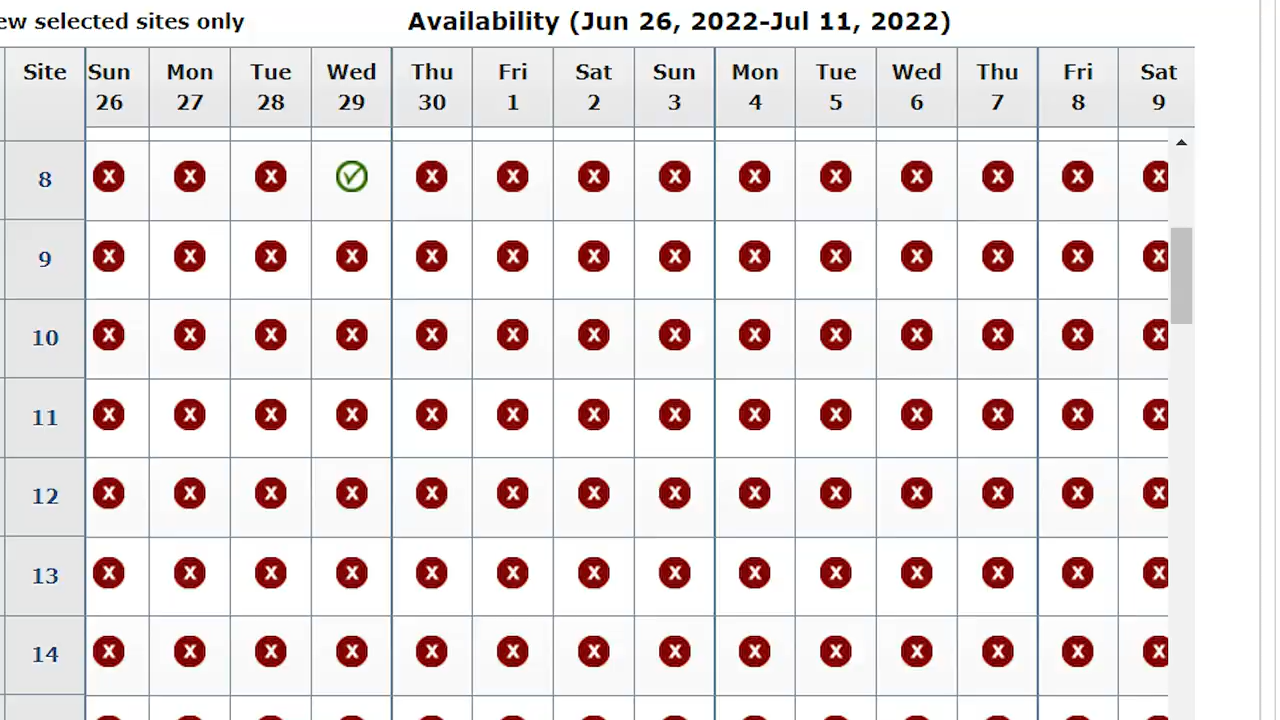 ew selected sites only Availability (Jun 26, 2022-Jul 11, 2022)
Site Sun Mon Tue Wed Thu Fri Sat Sun Mon Tue Wed Thu Fri Sat
26 27 28 29 30 1 2 3 4 5 6 7 8 9
8 X X X ✓ X X X X X X X X X X
9 X X X X X X X X X X X X X X
10 X X X X X X X X X X X X X X
11 X X X X X X X X X X X X X X
12 X X X X X X X X X X X X X X
13 X X X X X X X X X X X X X X
14 X X X X X X X X X X X X X X